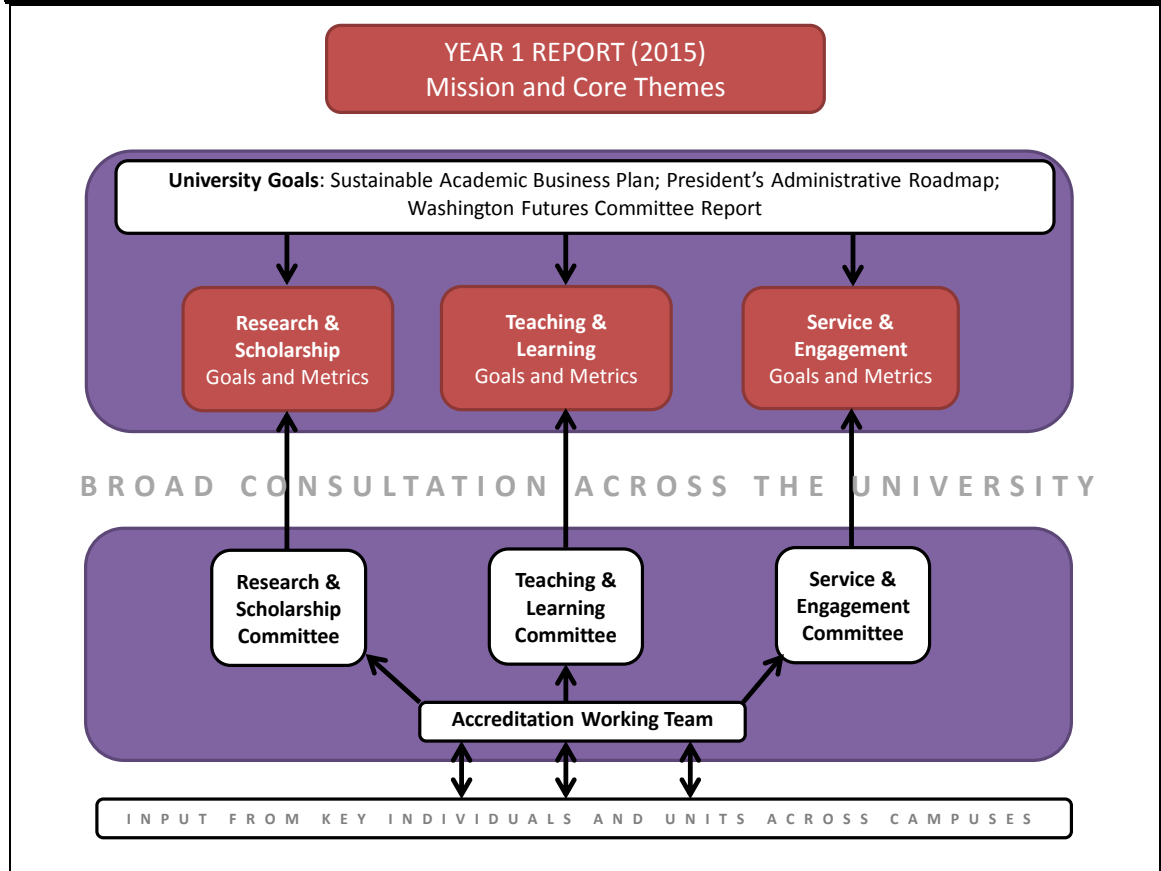 YEAR 1 REPORT (2015)
Mission and Core Themes
University Goals: Sustainable Academic Business Plan; President’s Administrative Roadmap;
Washington Futures Committee Report
Research &
Scholarship
Goals and Metrics
Teaching &
Learning
Goals and Metrics
Service &
Engagement
Goals and Metrics
BROAD CONSULTATION ACROSS THE UNIVERSITY
Research &
Scholarship
Committee
Teaching &
Learning
Committee
Service &
Engagement
Committee
Accreditation Working Team
INPUT FROM KEY INDIVIDUALS AND UNITS ACROSS CAMPUSES